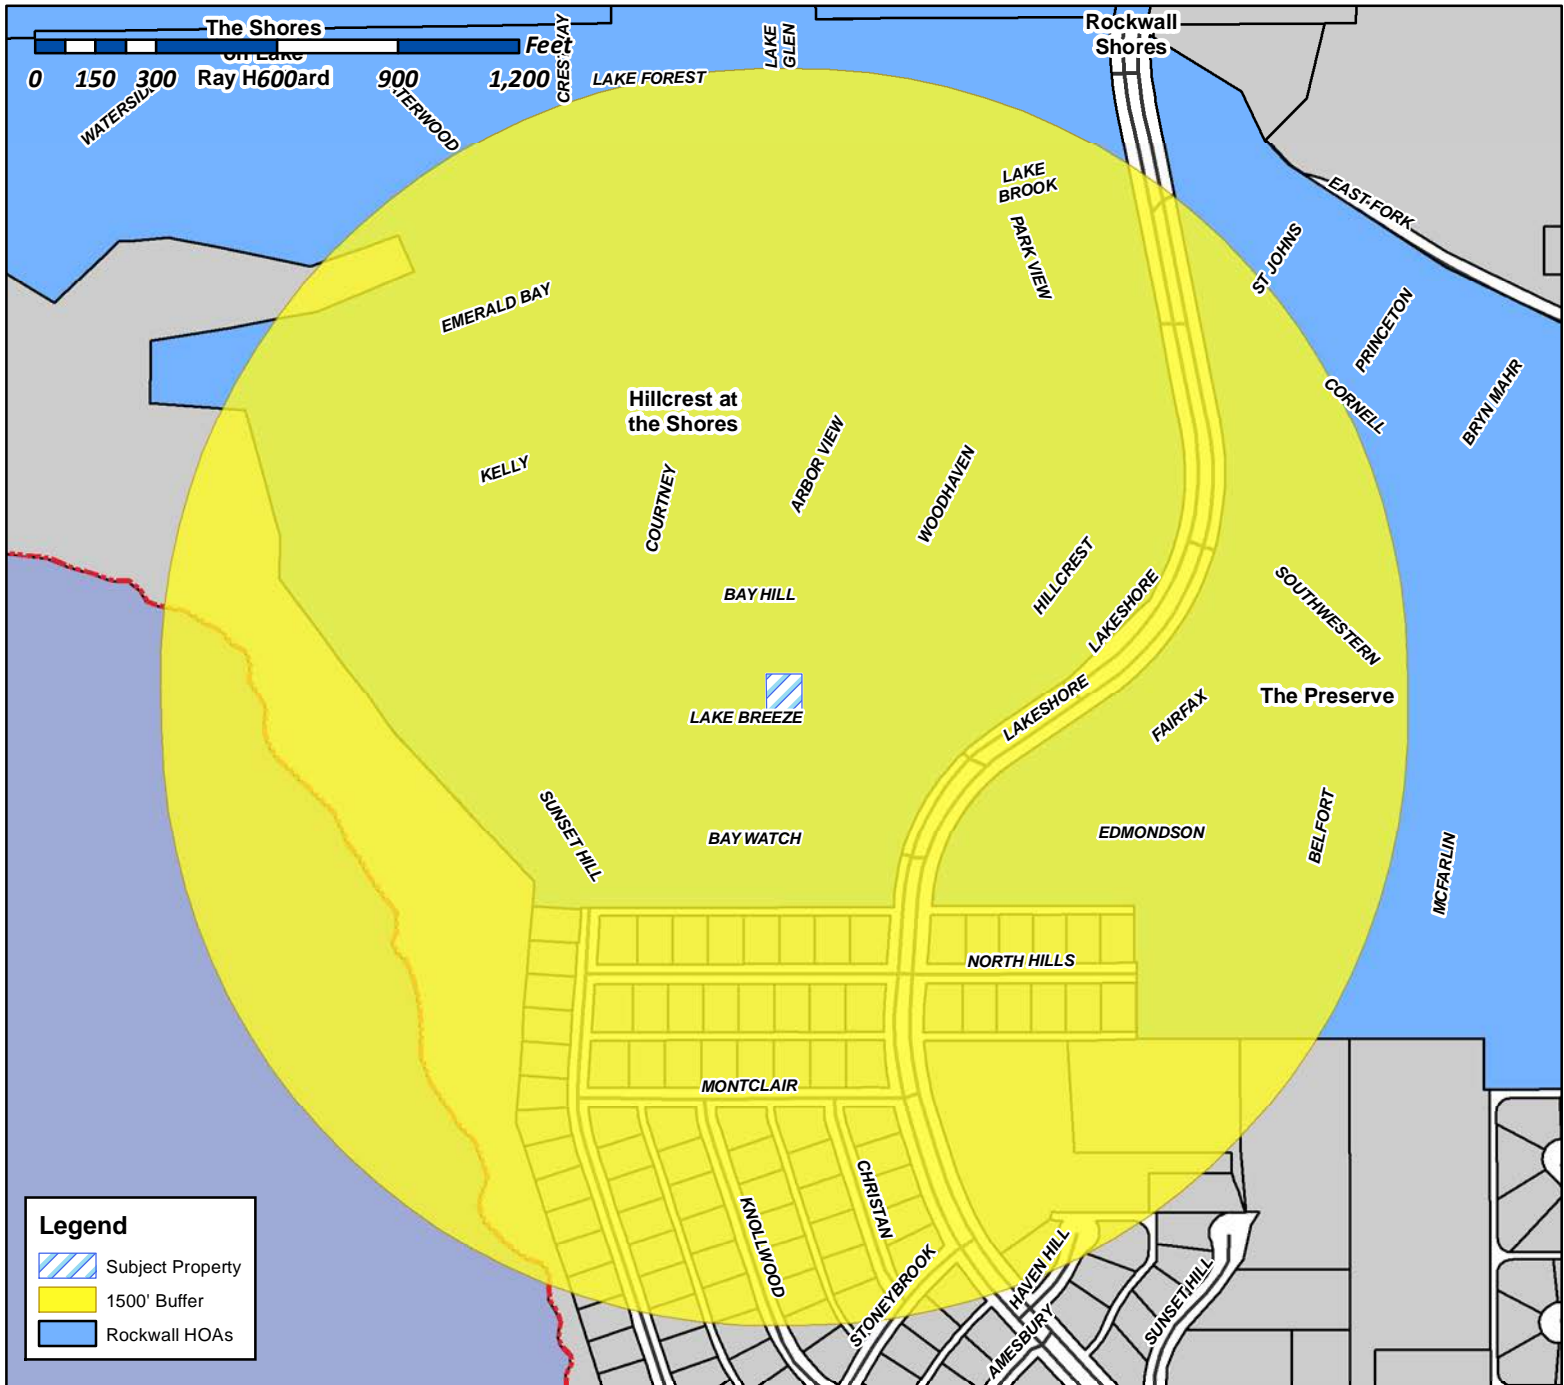 The Shores
on Lake
Ray Hubbard
Feet
0 150 300 600 900 1,200
Rockwall
Shores
CRESTWAY
LAKE
GLEN
LAKE FOREST
LAKE
BROOK
PARK VIEW
EAST FORK
ST JOHNS
PRINCETON
CORNELL
BRYN MAHR
EMERALD BAY
Hillcrest at
the Shores
KELLY
COURTNEY
ARBOR VIEW
WOODHAVEN
HILLCREST
LAKESHORE
BAY HILL
SOUTHWESTERN
LAKESHORE
FAIRFAX
The Preserve
LAKE BREEZE
SUNSET HILL
BAY WATCH
EDMONDSON
BELFORT
MCFARLIN
NORTH HILLS
MONTCLAIR
CHRISTAN
KNOLLWOOD
STONEYBROOK
HAVEN HILL
AMESBURY
SUNSET HILL
Legend
Subject Property
1500' Buffer
Rockwall HOAs